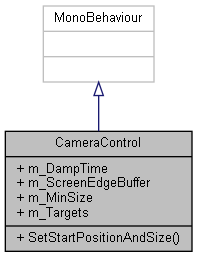 MonoBehaviour
CameraControl
+ m_DampTime
+ m_ScreenEdgeBuffer
+ m_MinSize
+ m_Targets
+ SetStartPositionAndSize()